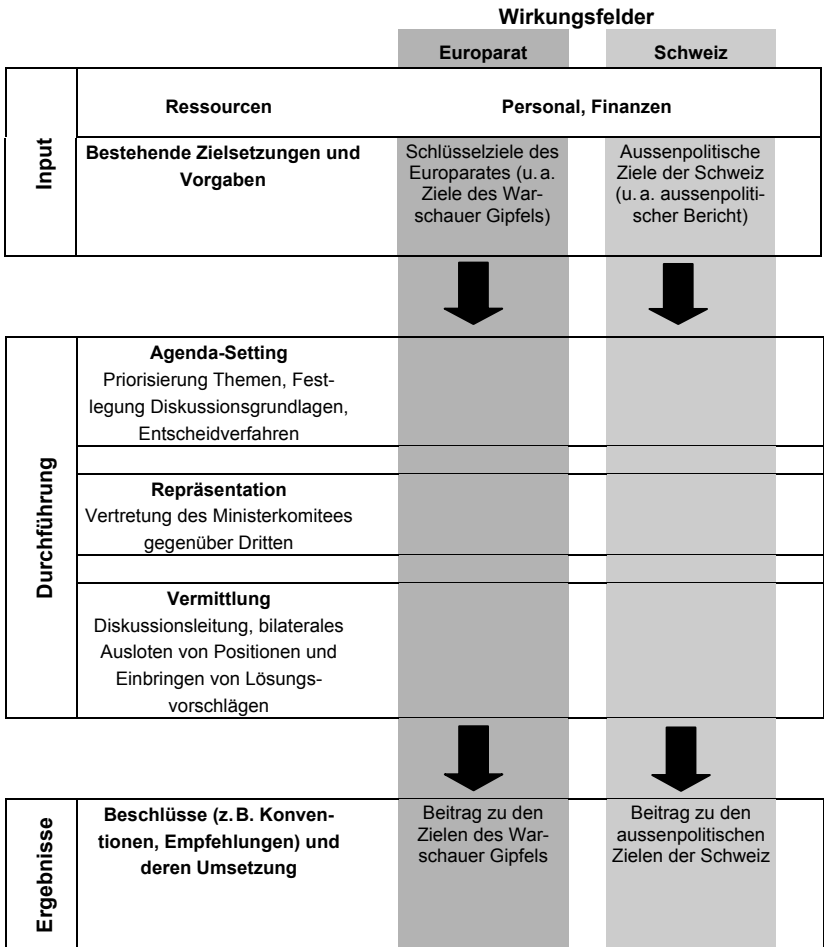 Wirkungsfelder
Europarat Schweiz
Input
Ressourcen Personal, Finanzen
Bestehende Zielsetzungen und
Vorgaben
Schlüsselziele des
Europarates (u. a.
Ziele des War-
schauer Gipfels)
Aussenpolitische
Ziele der Schweiz
(u. a. aussenpoliti-
scher Bericht)
Durchführung
Agenda-Setting
Priorisierung Themen, Fest-
legung Diskussionsgrundlagen,
Entscheidverfahren
Repräsentation
Vertretung des Ministerkomitees
gegenüber Dritten
Vermittlung
Diskussionsleitung, bilaterales
Ausloten von Positionen und
Einbringen von Lösungs-
vorschlägen
Ergebnisse
Beschlüsse (z. B. Konven-
tionen, Empfehlungen) und
deren Umsetzung
Beitrag zu den
Zielen des War-
schauer Gipfels
Beitrag zu den
aussenpolitischen
Zielen der Schweiz